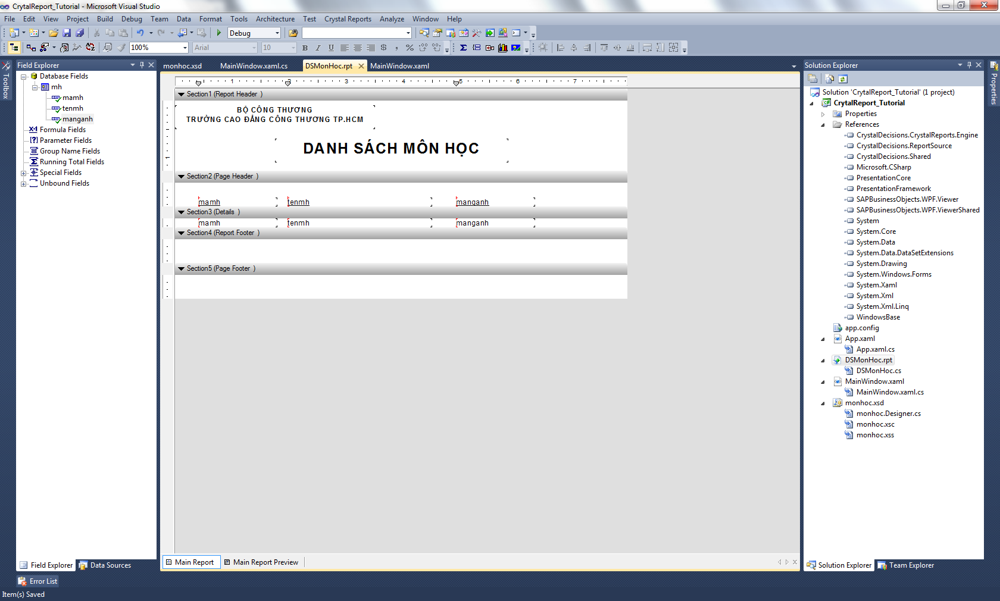 CrytalReport_Tutorial - Microsoft Visual Studio
File Edit View Project Build Debug Team Data Format Tools Architecture Test Crystal Reports Analyze Window Help
Debug
100% Arial 10 B I U $ , %
Toolbox
Field Explorer
Database Fields
mh
mamh
tenmh
manganh
Formula Fields
Parameter Fields
Group Name Fields
Running Total Fields
Special Fields
Unbound Fields
Field Explorer Data Sources
Error List
Item(s) Saved
monhoc.xsd MainWindow.xaml.cs DSMonHoc.rpt MainWindow.xaml
1 2 3 4 5 6 7
Section1 (Report Header )
BỘ CÔNG THƯƠNG
TRƯỜNG CAO ĐẲNG CÔNG THƯƠNG TP.HCM
DANH SÁCH MÔN HỌC
1
Section2 (Page Header )
mamh tenmh manganh
Section3 (Details )
mamh tenmh manganh
Section4 (Report Footer )
Section5 (Page Footer )
Main Report Main Report Preview
Solution Explorer
Solution 'CrytalReport_Tutorial' (1 project)
CrytalReport_Tutorial
Properties
References
CrystalDecisions.CrystalReports.Engine
CrystalDecisions.ReportSource
CrystalDecisions.Shared
Microsoft.CSharp
PresentationCore
PresentationFramework
SAPBusinessObjects.WPF.Viewer
SAPBusinessObjects.WPF.ViewerShared
System
System.Core
System.Data
System.Data.DataSetExtensions
System.Drawing
System.Windows.Forms
System.Xaml
System.Xml
System.Xml.Linq
WindowsBase
app.config
App.xaml
App.xaml.cs
DSMonHoc.rpt
DSMonHoc.cs
MainWindow.xaml
MainWindow.xaml.cs
monhoc.xsd
monhoc.Designer.cs
monhoc.xsc
monhoc.xss
Solution Explorer Team Explorer
Properties